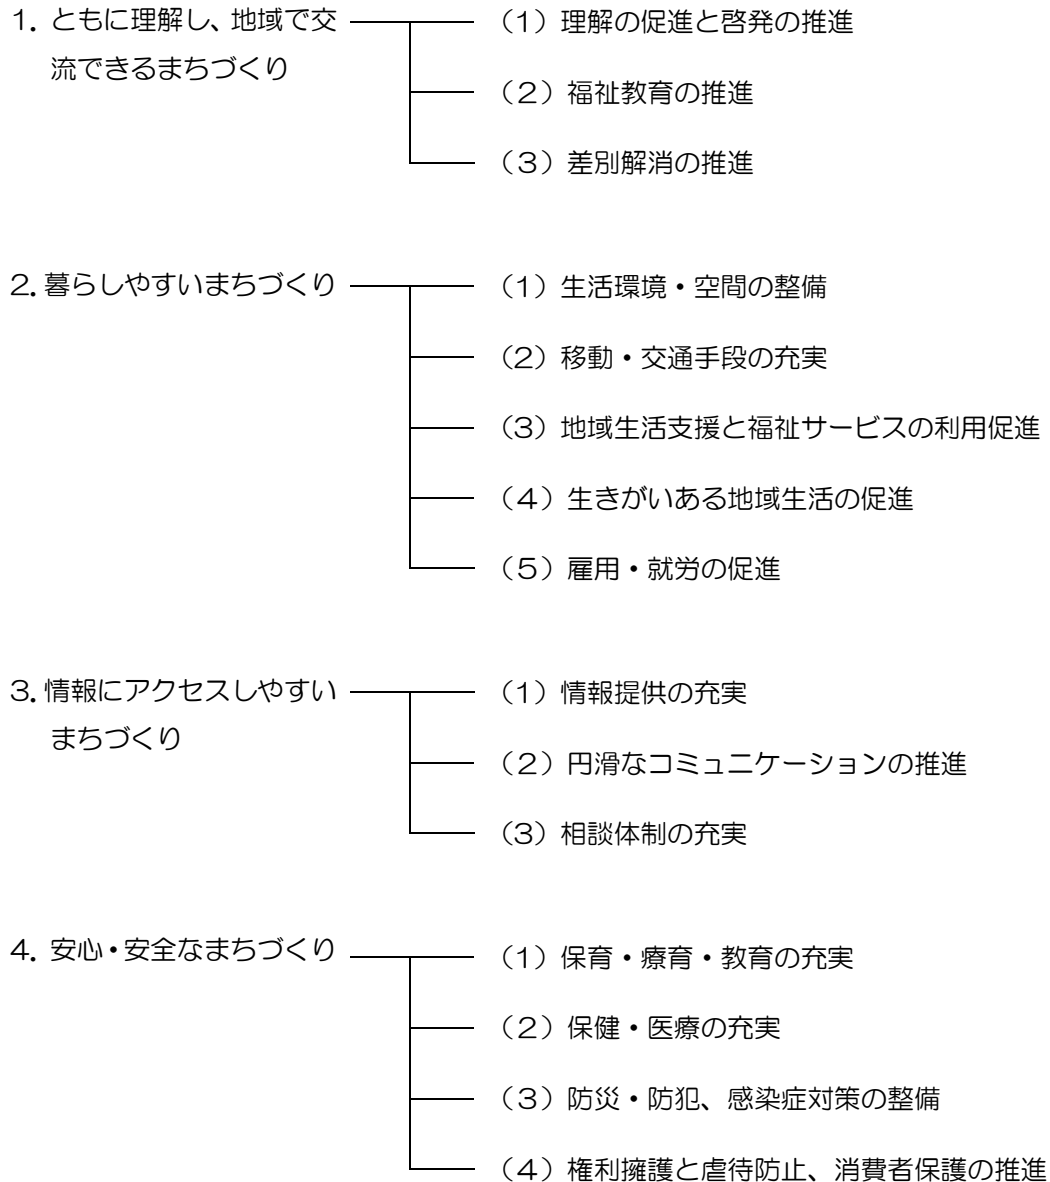 1．ともに理解し、地域で交
流できるまちづくり
（1）理解の促進と啓発の推進
（2）福祉教育の推進
（3）差別解消の推進
2．暮らしやすいまちづくり
（1）生活環境・空間の整備
（2）移動・交通手段の充実
（3）地域生活支援と福祉サービスの利用促進
（4）生きがいある地域生活の促進
（5）雇用・就労の促進
3．情報にアクセスしやすい
まちづくり
（1）情報提供の充実
（2）円滑なコミュニケーションの推進
（3）相談体制の充実
4．安心・安全なまちづくり
（1）保育・療育・教育の充実
（2）保健・医療の充実
（3）防災・防犯、感染症対策の整備
（4）権利擁護と虐待防止、消費者保護の推進